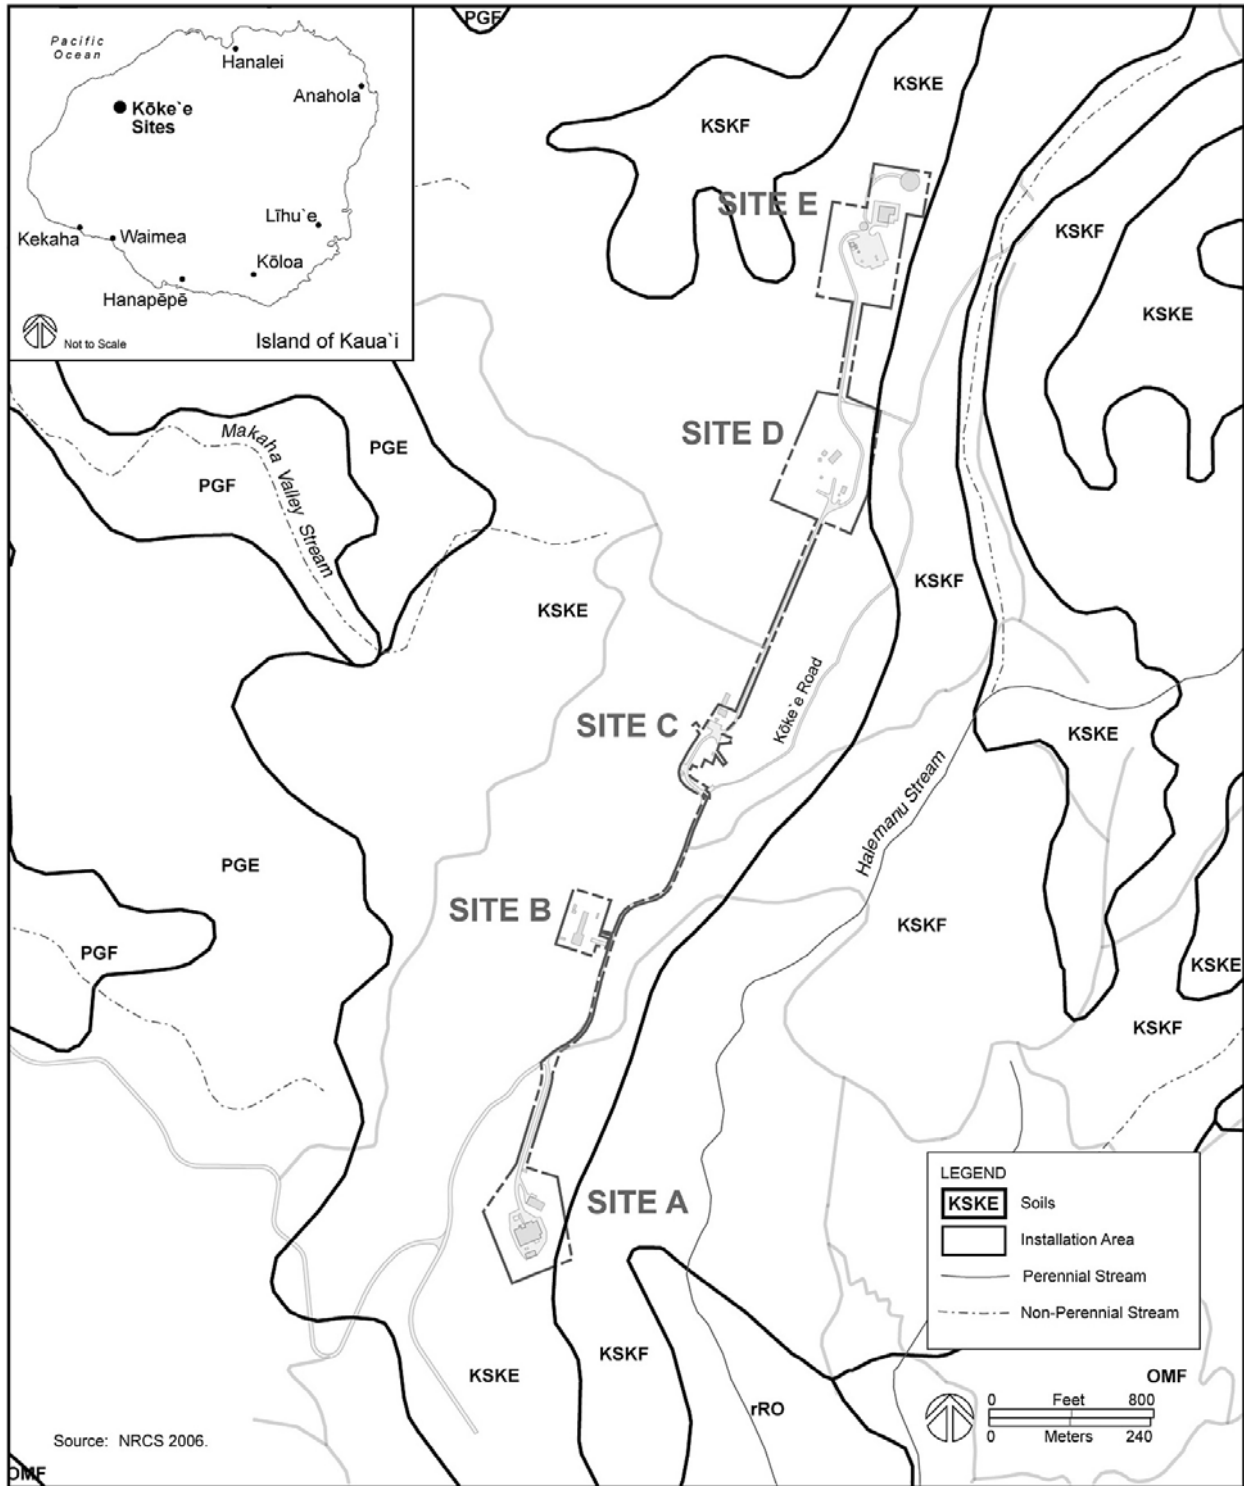 Pacific
Ocean
Hanalei
Anahola
Kōke`e
Sites
Līhu`e
Kekaha
Waimea
Kōloa
Hanapēpē
Not to Scale
Island of Kaua`i
PGF
KSKE
KSKF
SITE E
KSKF
KSKE
Makaha Valley Stream
PGE
PGF
SITE D
KSKE
KSKF
SITE C
Kōke`e Road
KSKE
Halemanu Stream
PGE
SITE B
KSKF
PGF
KSKE
KSKF
SITE A
LEGEND
KSKE Soils
Installation Area
Perennial Stream
Non-Perennial Stream
KSKE
KSKF
rRO
OMF
0 Feet 800
0 Meters 240
Source: NRCS 2006.
OMF